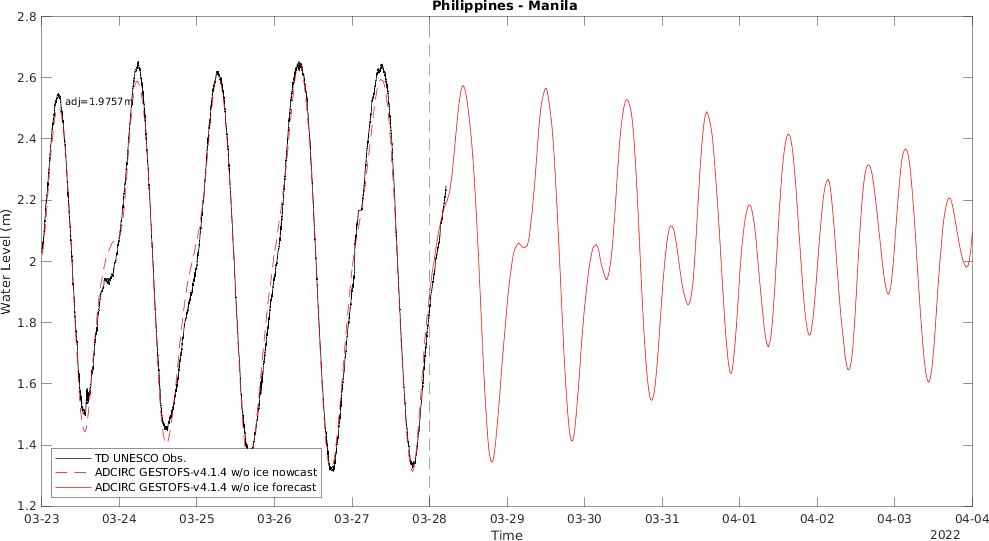 Philippines - Manila
2.8
2.6
2.4
2.2
2
1.8
1.6
1.4
1.2
Water Level (m)
adj=1.9757m
TD UNESCO Obs.
ADCIRC GESTOFS-v4.1.4 w/o ice nowcast
ADCIRC GESTOFS-v4.1.4 w/o ice forecast
03-23 03-24 03-25 03-26 03-27 03-28 03-29 03-30 03-31 04-01 04-02 04-03 04-04
Time
2022